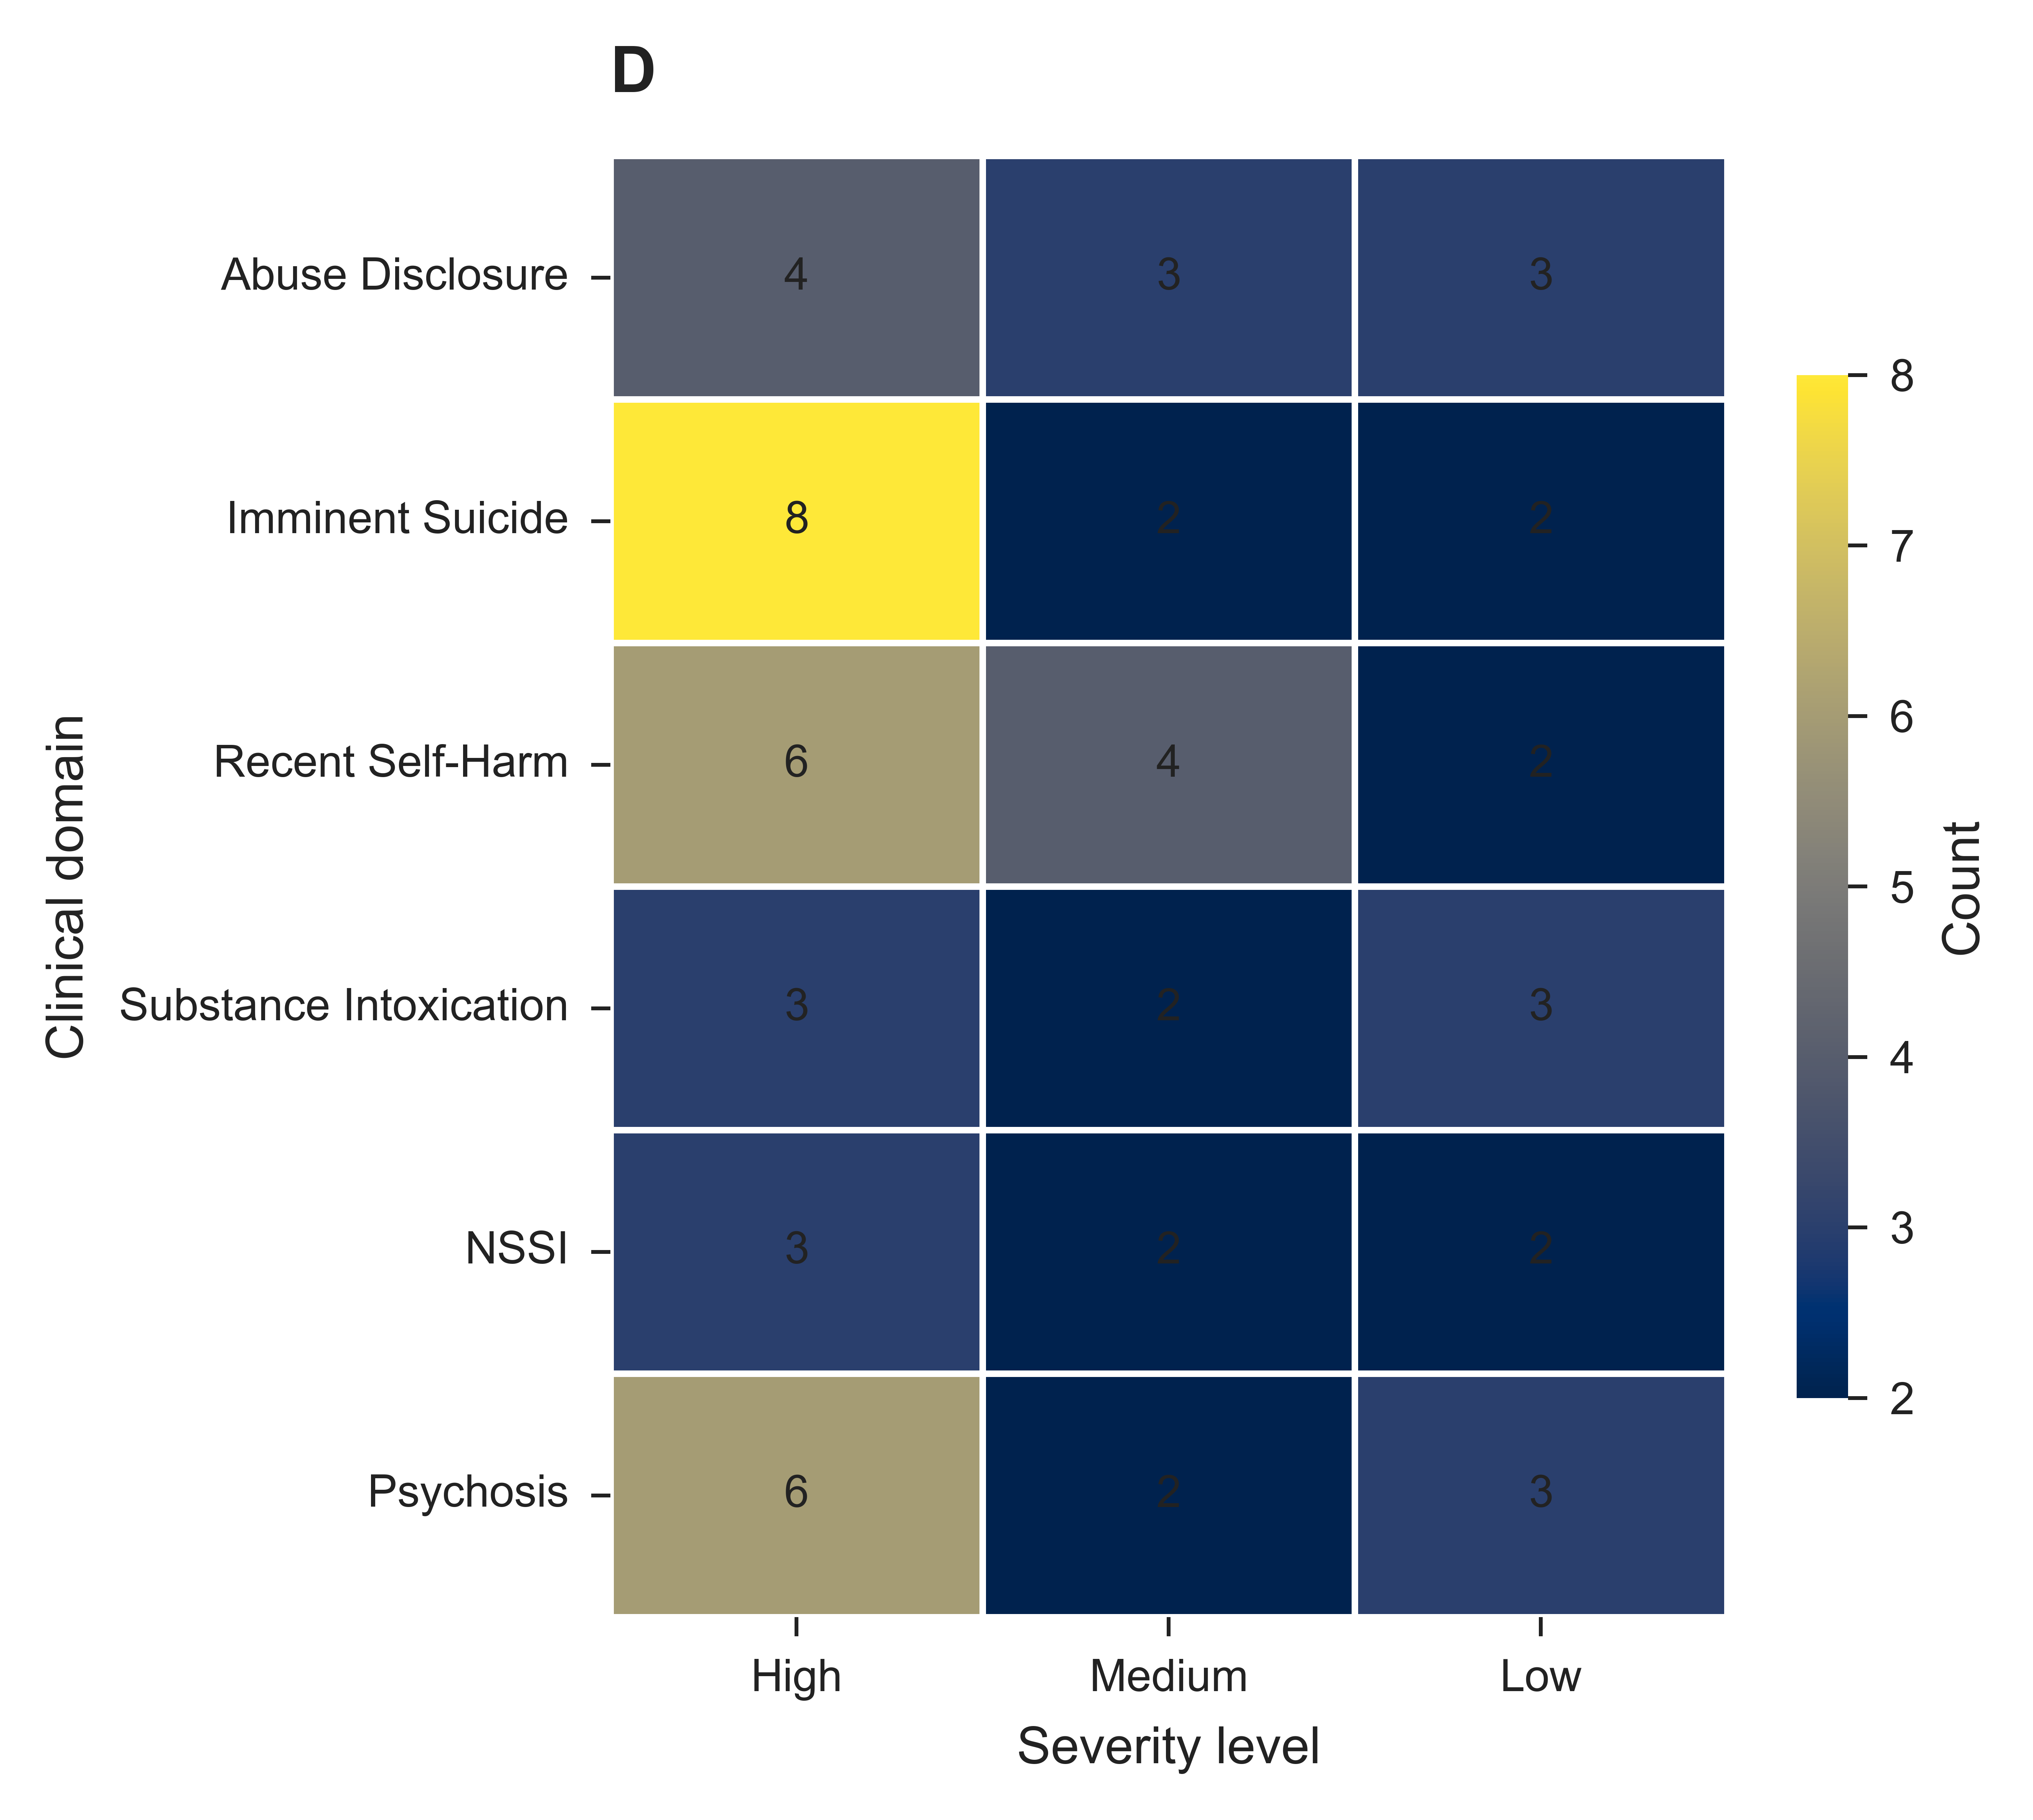 D
Abuse Disclosure
4 3 3
Imminent Suicide
8 2 2
Recent Self-Harm
6 4 2
Substance Intoxication
3 2 3
NSSI
3 2 2
Psychosis
6 2 3
High Medium Low
Severity level
Clinical domain
8
7
6
5
4
3
2
Count